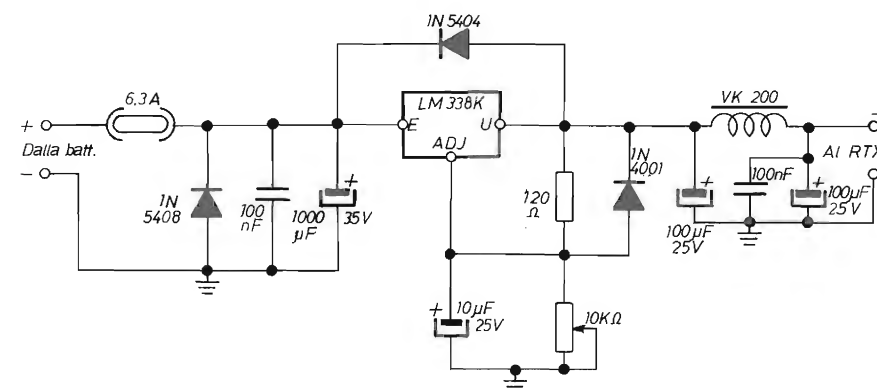 1N 5404
6,3 A
LM 338K
VK 200
+
E
U
-
Dalla batt.
ADJ
1N
4001
Al RTX
-
1N
5408
100
nF
+
1000
µF
35V
120
Ω
+
100µF
25V
100nF
+
100µF
25V
+
10µF
25V
10KΩ